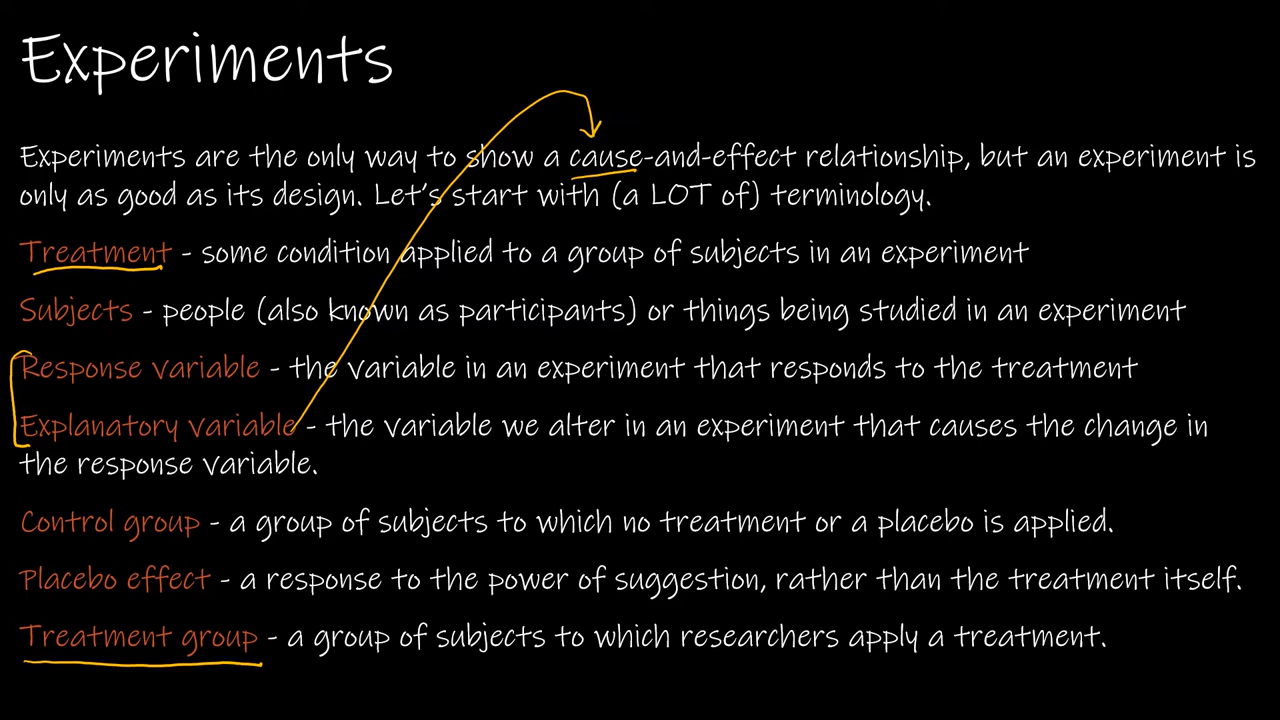 Experiments
Experiments are the only way to show a cause-and-effect relationship, but an experiment is
only as good as its design. Let's start with (a LOT of) terminology.
Treatment - some condition applied to a group of subjects in an experiment
Subjects - people (also known as participants) or things being studied in an experiment
Response variable - the variable in an experiment that responds to the treatment
Explanatory variable - the variable we alter in an experiment that causes the change in
the response variable.
Control group - a group of subjects to which no treatment or a placebo is applied.
Placebo effect - a response to the power of suggestion, rather than the treatment itself.
Treatment group - a group of subjects to which researchers apply a treatment.